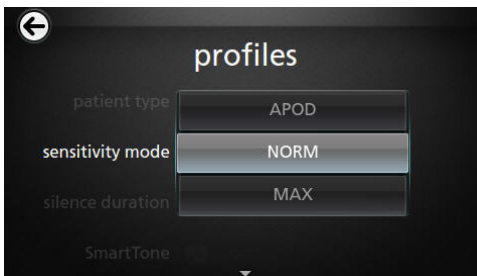 profiles
patient type
APOD
sensitivity mode
NORM
silence duration
MAX
SmartTone